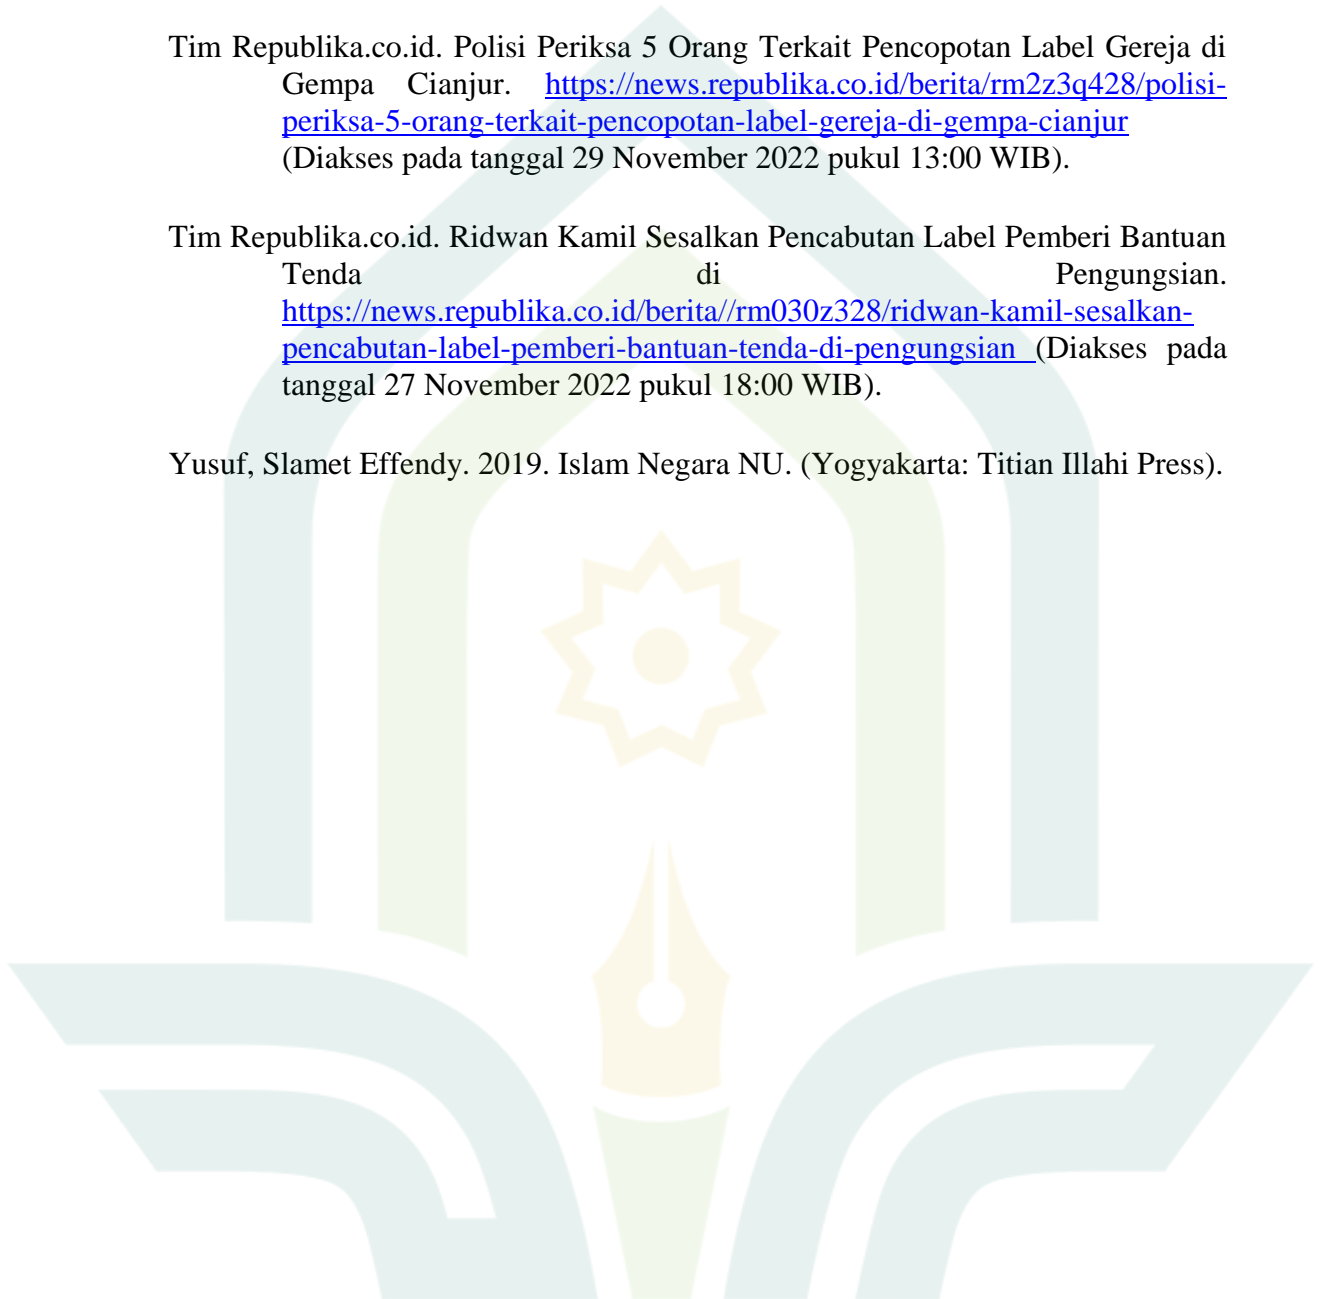 Tim Republika.co.id. Polisi Periksa 5 Orang Terkait Pencopotan Label Gereja di
Gempa Cianjur. https://news.republika.co.id/berita/rm2z3q428/polisi-
periksa-5-orang-terkait-pencopotan-label-gereja-di-gempa-cianjur
(Diakses pada tanggal 29 November 2022 pukul 13:00 WIB).
Tim Republika.co.id. Ridwan Kamil Sesalkan Pencabutan Label Pemberi Bantuan
Tenda di Pengungsian.
https://news.republika.co.id/berita//rm030z328/ridwan-kamil-sesalkan-
pencabutan-label-pemberi-bantuan-tenda-di-pengungsian (Diakses pada
tanggal 27 November 2022 pukul 18:00 WIB).
Yusuf, Slamet Effendy. 2019. Islam Negara NU. (Yogyakarta: Titian Illahi Press).